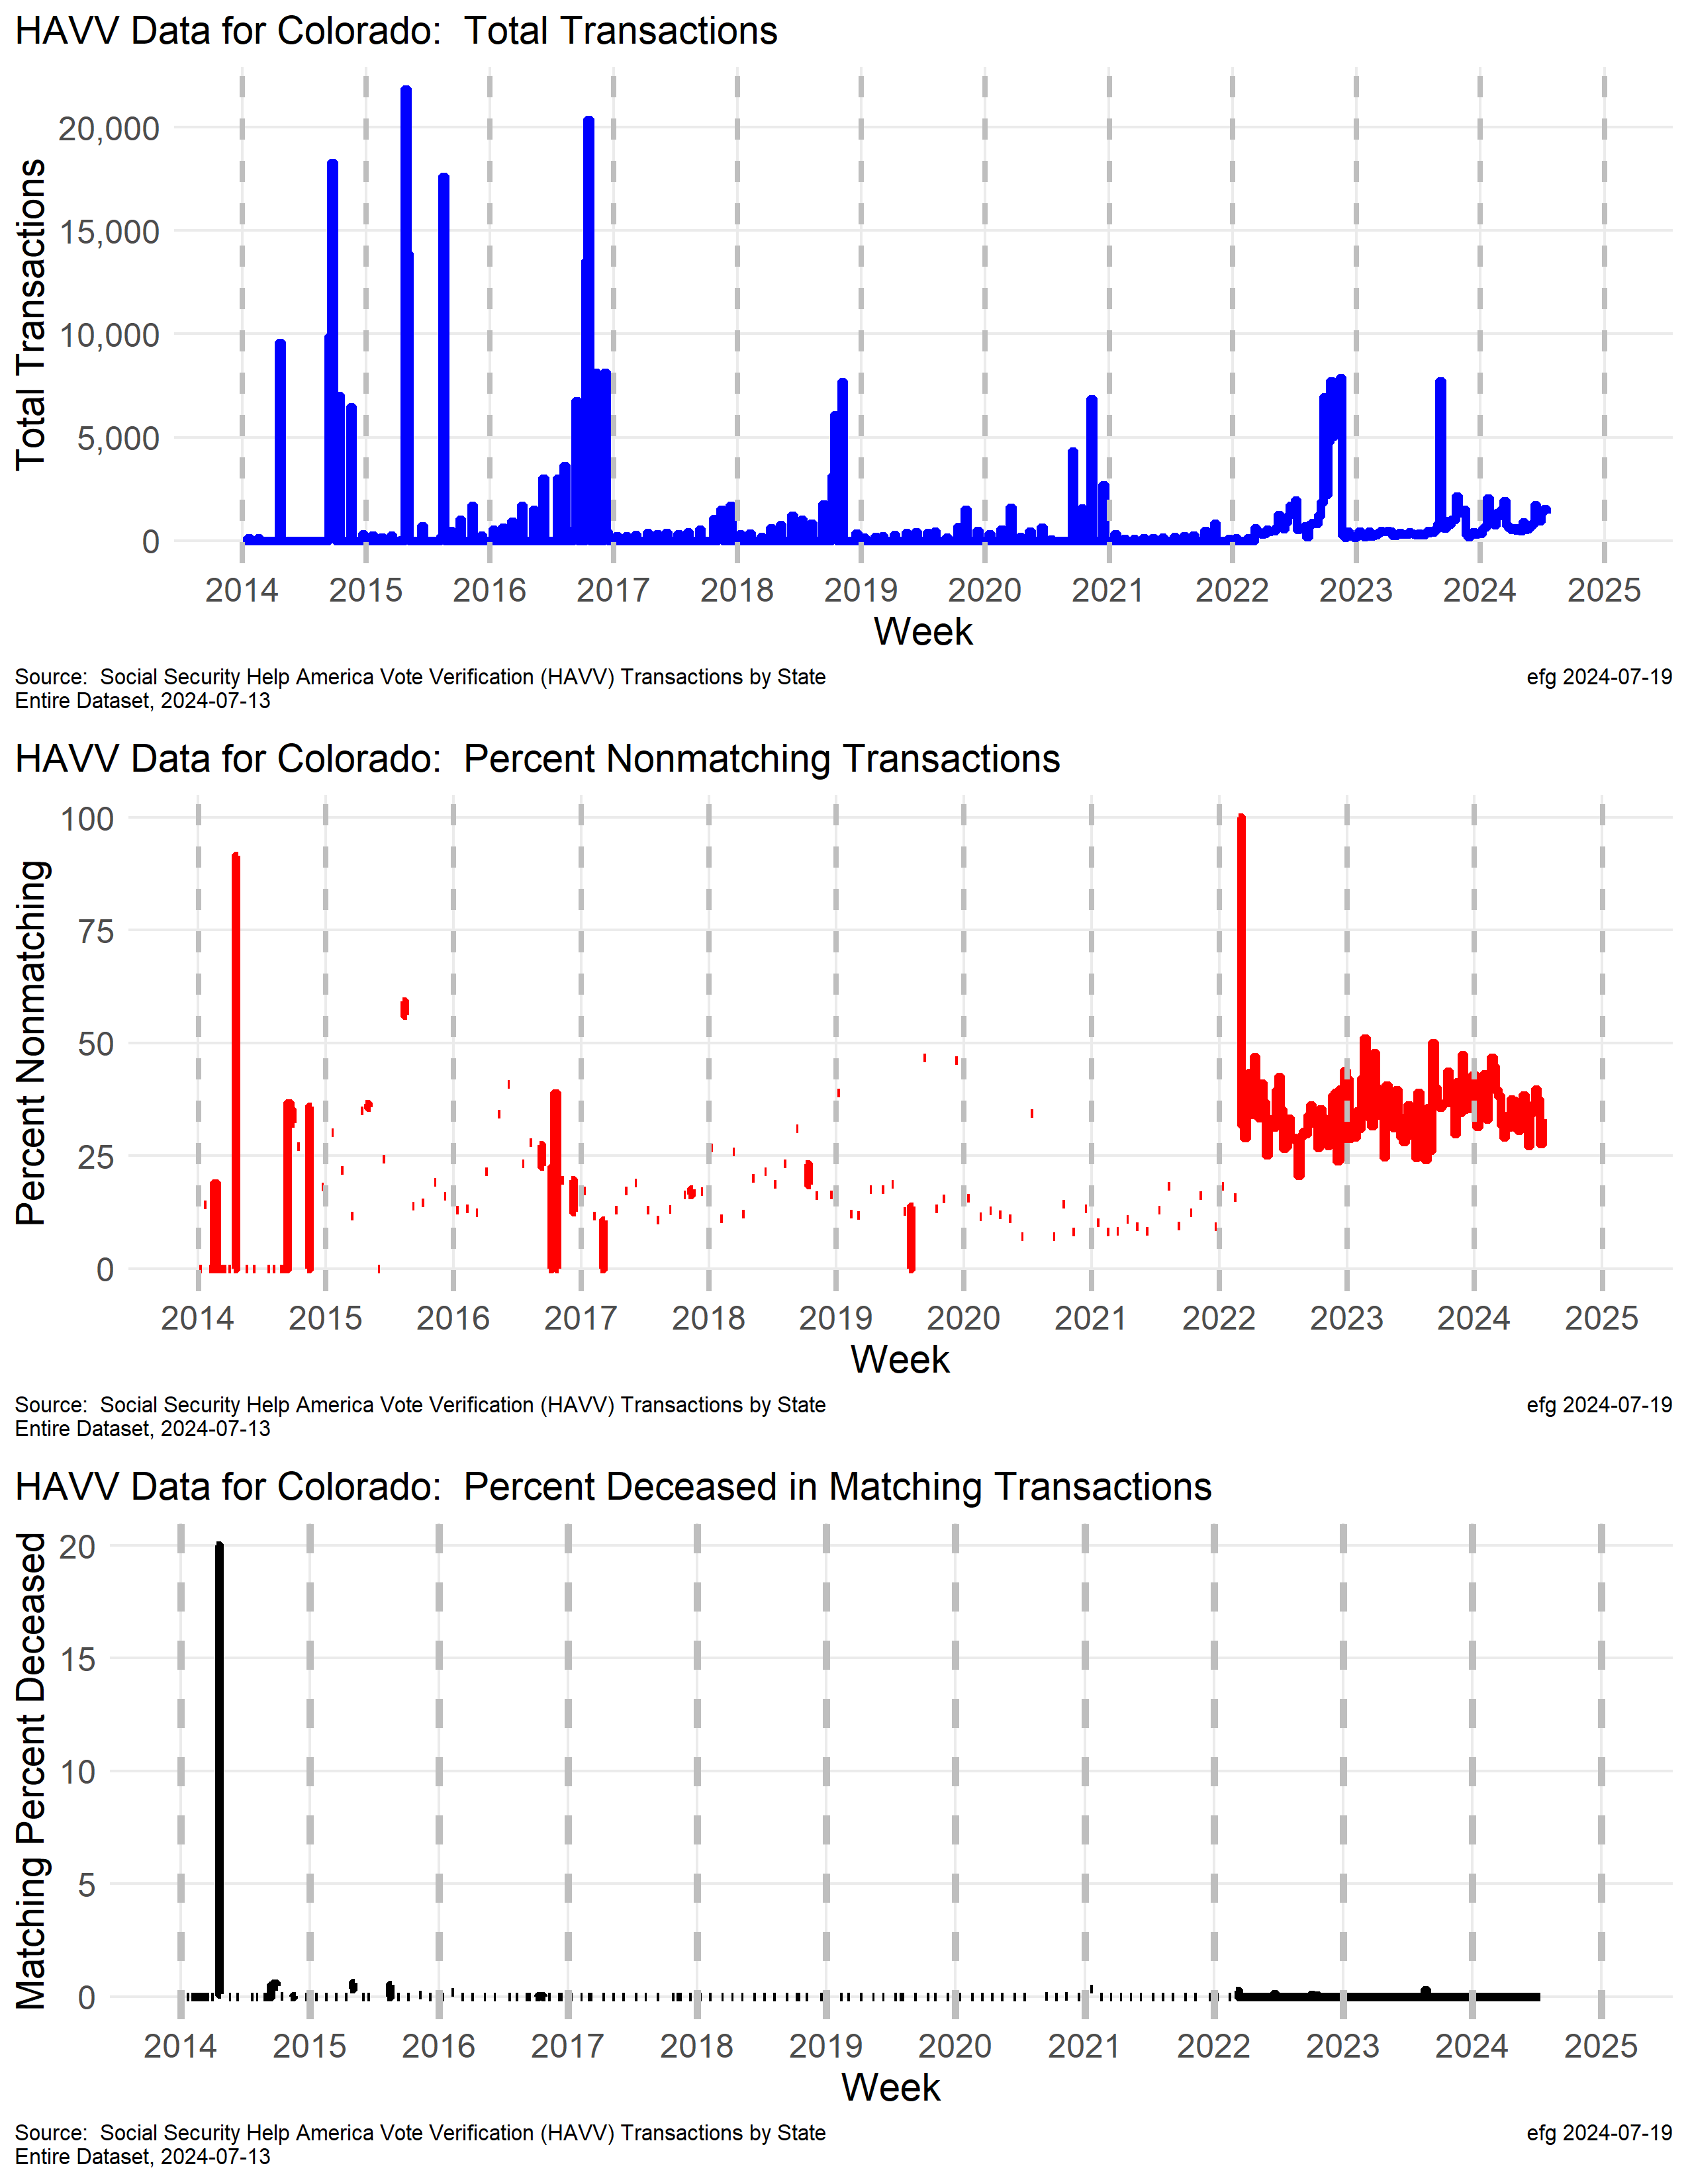 HAVV Data for Colorado:  Total Transactions
Total Transactions
20,000
15,000
10,000
5,000
0
2014 2015 2016 2017 2018 2019 2020 2021 2022 2023 2024 2025
Week
Source:  Social Security Help America Vote Verification (HAVV) Transactions by State
Entire Dataset, 2024-07-13
efg 2024-07-19
HAVV Data for Colorado:  Percent Nonmatching Transactions
Percent Nonmatching
100
75
50
25
0
2014 2015 2016 2017 2018 2019 2020 2021 2022 2023 2024 2025
Week
Source:  Social Security Help America Vote Verification (HAVV) Transactions by State
Entire Dataset, 2024-07-13
efg 2024-07-19
HAVV Data for Colorado:  Percent Deceased in Matching Transactions
Matching Percent Deceased
20
15
10
5
0
2014 2015 2016 2017 2018 2019 2020 2021 2022 2023 2024 2025
Week
Source:  Social Security Help America Vote Verification (HAVV) Transactions by State
Entire Dataset, 2024-07-13
efg 2024-07-19